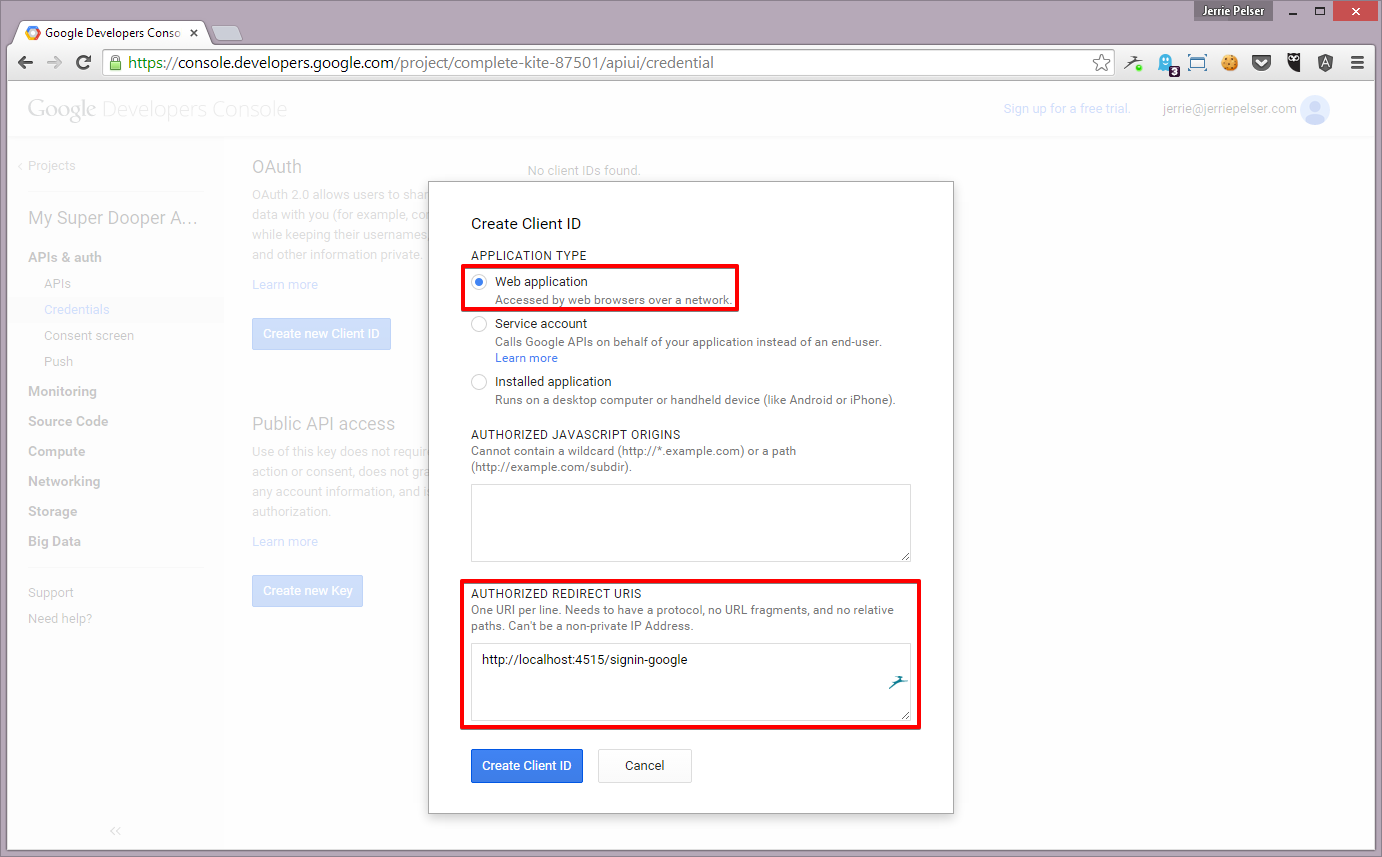 Jerrie Pelser
Google Developers Conso
https://console.developers.google.com/project/complete-kite-87501/apiui/credential
3
Google Developers Console
Sign up for a free trial.
jerrie@jerriepelser.com
Projects
My Super Dooper A...
APIs & auth
APIs
Credentials
Consent screen
Push
Monitoring
Source Code
Compute
Networking
Storage
Big Data
Support
Need help?
OAuth
OAuth 2.0 allows users to shar
data with you (for example, con
while keeping their usernames,
and other information private.
Learn more
Create new Client ID
Public API access
Use of this key does not requir
action or consent, does not gra
any account information, and i
authorization.
Learn more
Create new Key
No client IDs found.
Create Client ID
APPLICATION TYPE
Web application
Accessed by web browsers over a network.
Service account
Calls Google APIs on behalf of your application instead of an end-user.
Learn more
Installed application
Runs on a desktop computer or handheld device (like Android or iPhone).
AUTHORIZED JAVASCRIPT ORIGINS
Cannot contain a wildcard (http://*.example.com) or a path
(http://example.com/subdir).
AUTHORIZED REDIRECT URIS
One URI per line. Needs to have a protocol, no URL fragments, and no relative
paths. Can't be a non-private IP Address.
http://localhost:4515/signin-google
Create Client ID
Cancel